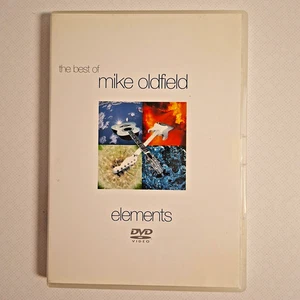 the best of
mike oldfield
elements
DVD
VIDEO